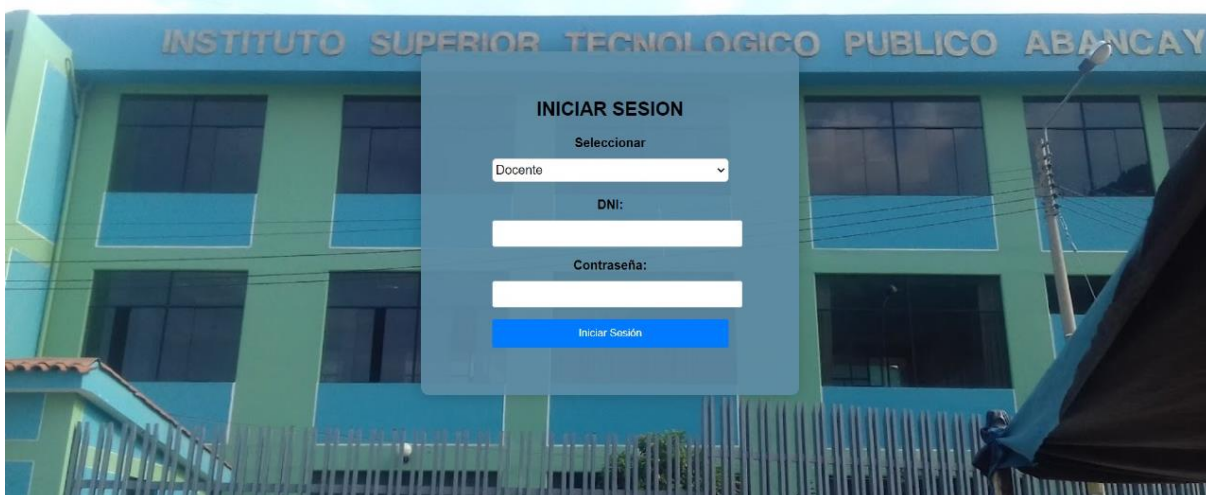 INSTITUTO SUPERIOR TECNOLOGICO PUBLICO ABANCAY
INICIAR SESION
Seleccionar
Docente
DNI:
Contraseña:
Iniciar Sesión